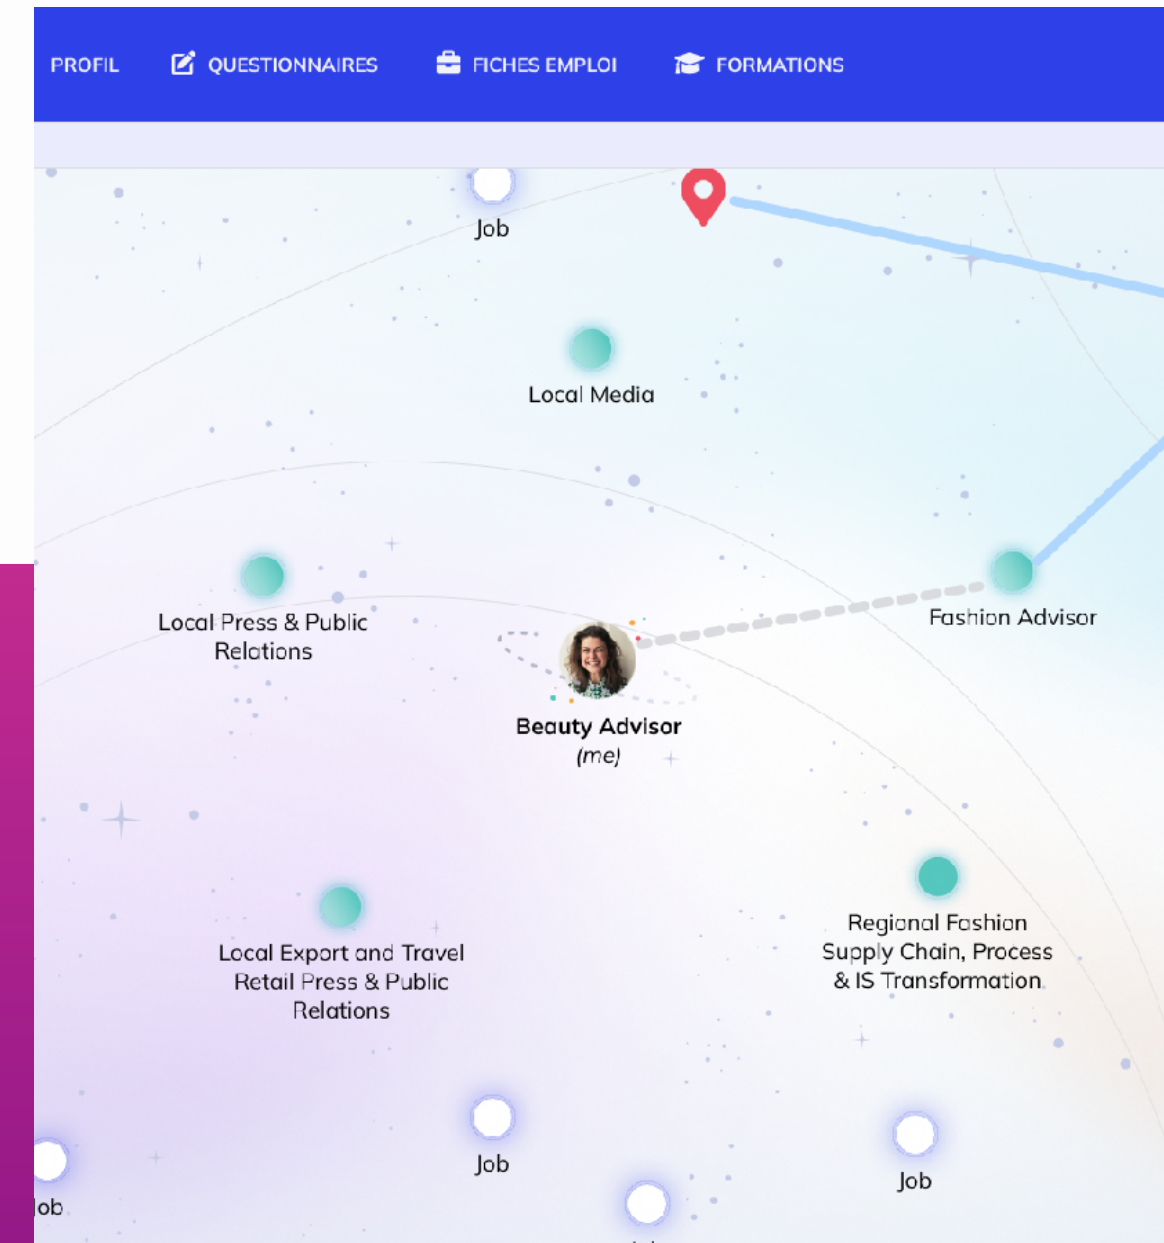 PROFIL
QUESTIONNAIRES
FICHES EMPLOI
FORMATIONS
Job
Local Media
Local Press & Public
Relations
Fashion Advisor
Beauty Advisor
(me)
Local Export and Travel
Retail Press & Public
Relations
Regional Fashion
Supply Chain, Process
& IS Transformation
Job
Job